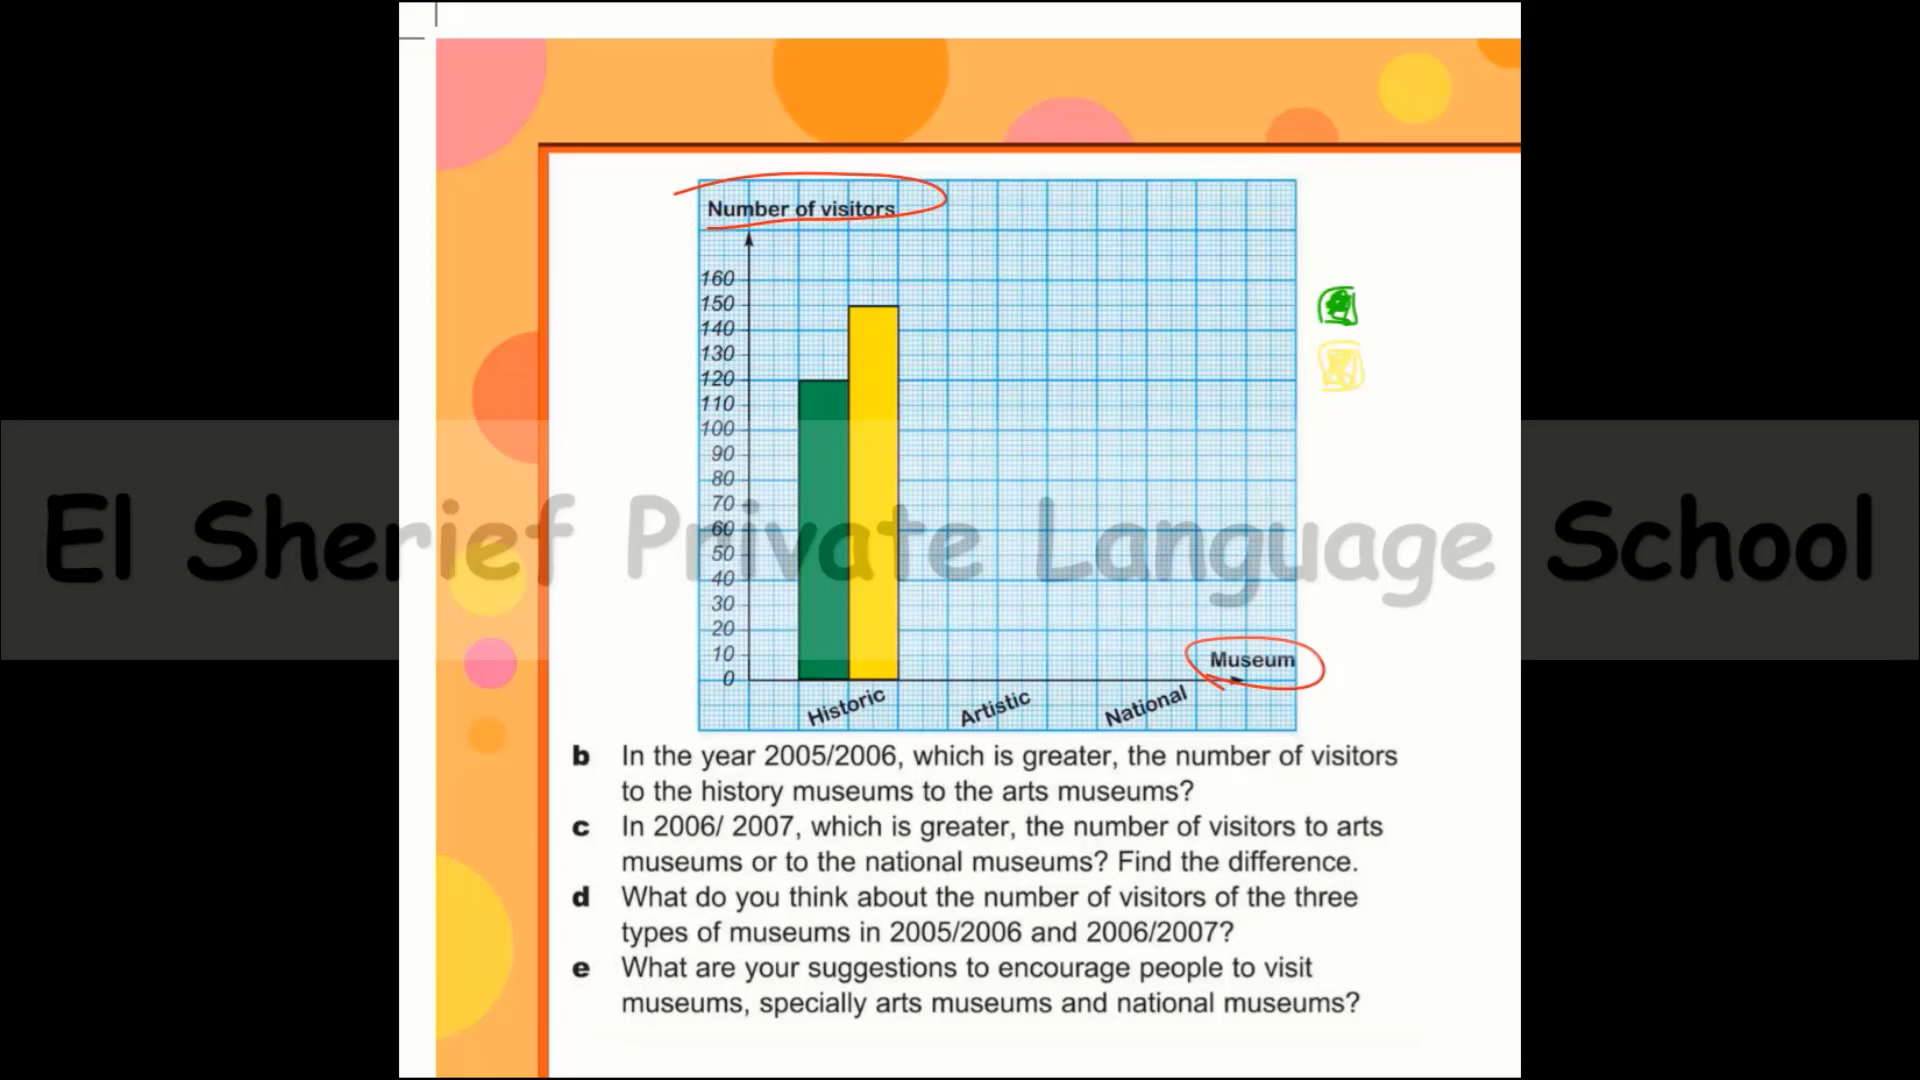 Number of visitors
160
150
140
130
120
110
100
90
80
70
60
50
40
30
20
10
0
Museum
Historic Artistic National
El Sherief Private Language School
b In the year 2005/2006, which is greater, the number of visitors
to the history museums to the arts museums?
c In 2006/ 2007, which is greater, the number of visitors to arts
museums or to the national museums? Find the difference.
d What do you think about the number of visitors of the three
types of museums in 2005/2006 and 2006/2007?
e What are your suggestions to encourage people to visit
museums, specially arts museums and national museums?